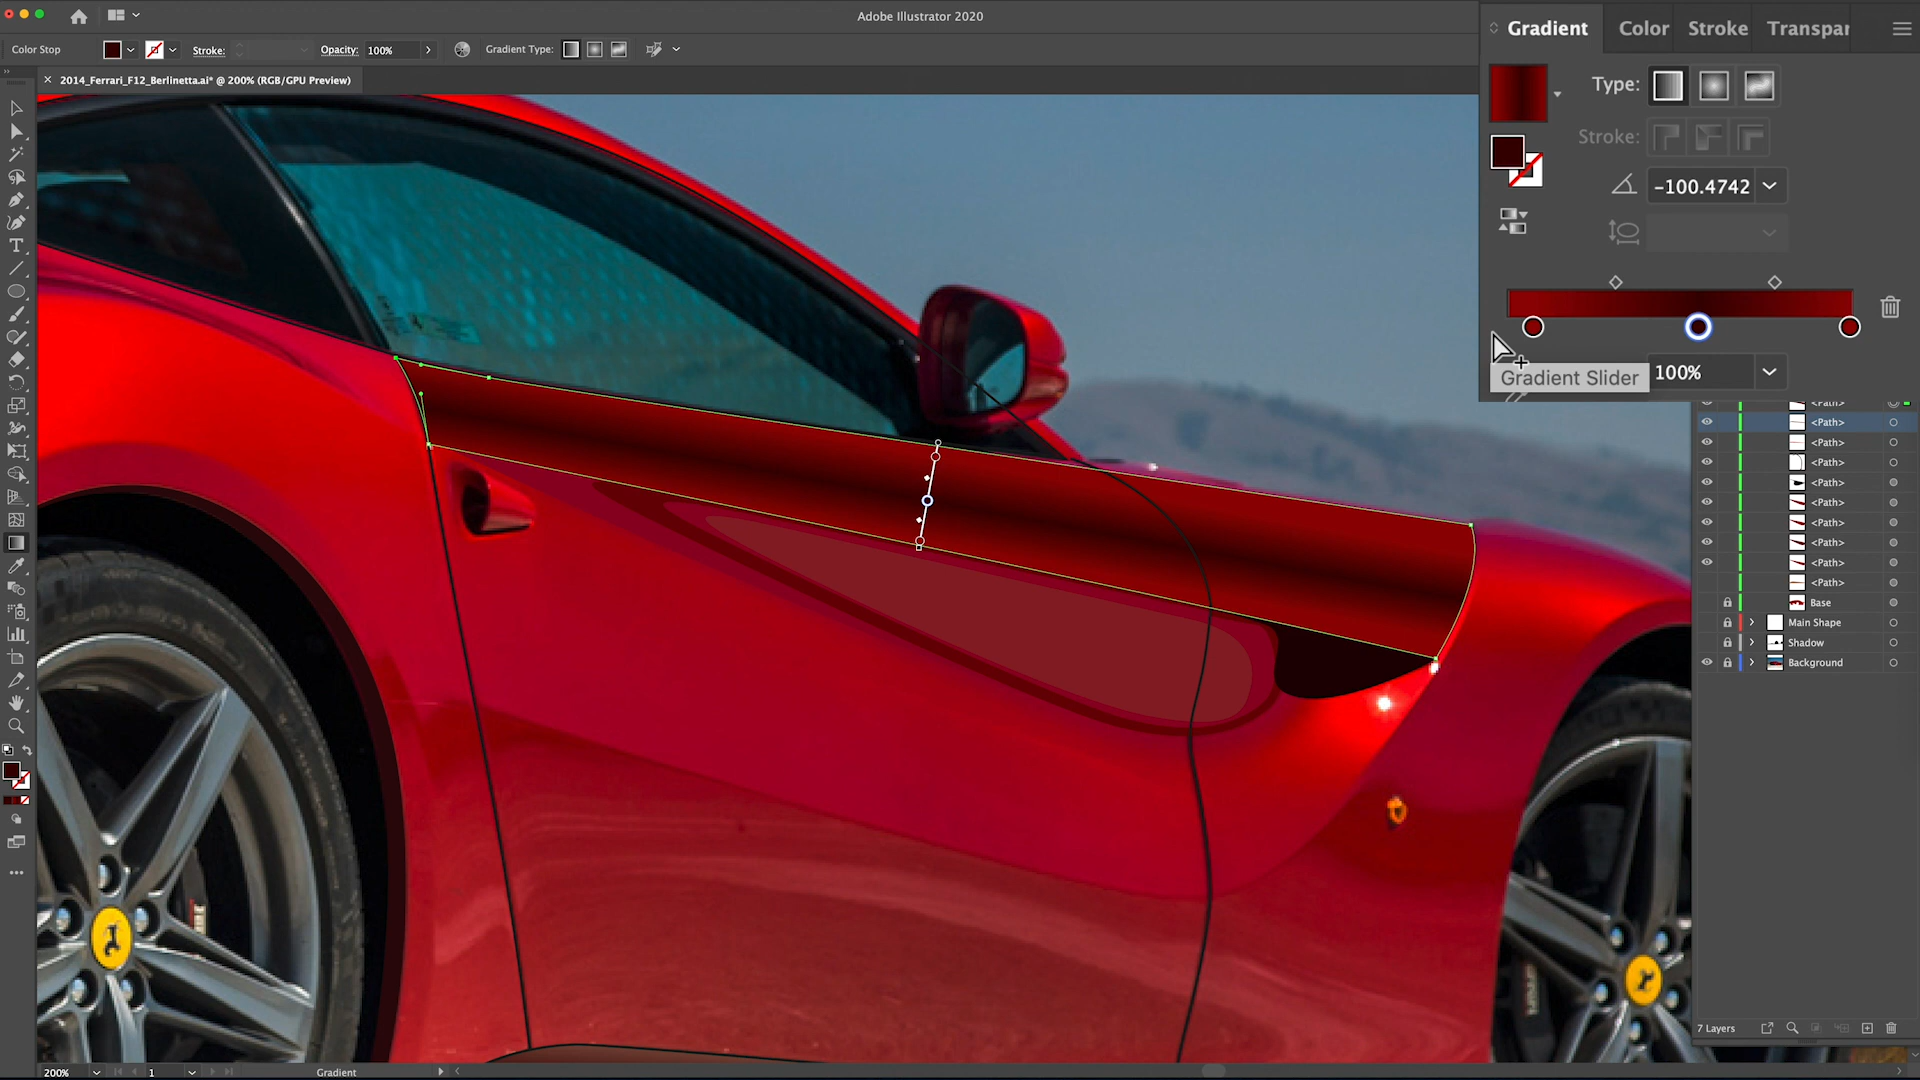 Adobe Illustrator 2020
Color Stop
Stroke:
Opacity: 100%
Gradient Type:
2014_Ferrari_F12_Berlinetta.ai* @ 200% (RGB/GPU Preview)
Gradient
Color
Stroke
Transpar
Type:
Stroke:
-100.4742
Gradient Slider
100%
<Path>
<Path>
<Path>
<Path>
<Path>
<Path>
<Path>
<Path>
<Path>
<Path>
Base
Main Shape
Shadow
Background
7 Layers
200%
1
Gradient